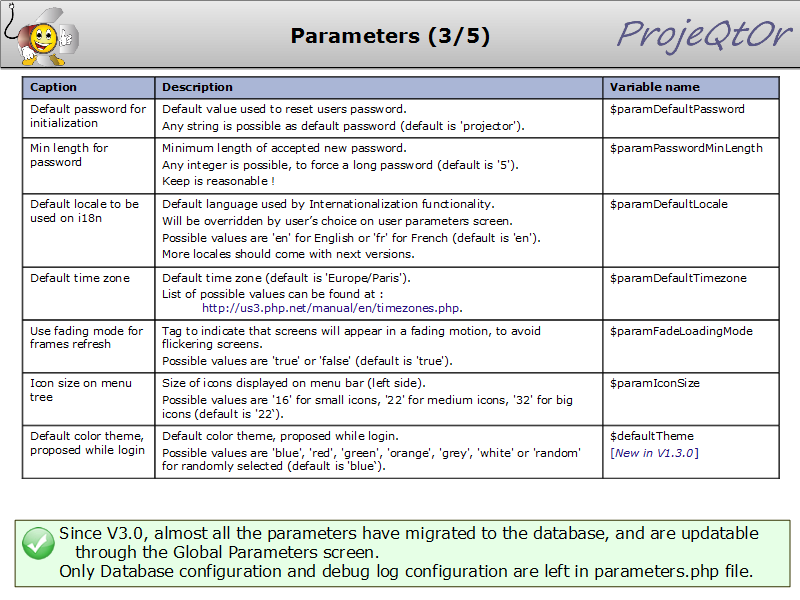 Parameters (3/5)
ProjeQtOr
Caption Description Variable name
Default password for
initialization
Default value used to reset users password.
Any string is possible as default password (default is 'projector').
$paramDefaultPassword
Min length for
password
Minimum length of accepted new password.
Any integer is possible, to force a long password (default is '5').
Keep is reasonable !
$paramPasswordMinLength
Default locale to be
used on i18n
Default language used by Internationalization functionality.
Will be overridden by user’s choice on user parameters screen.
Possible values are 'en' for English or 'fr' for French (default is 'en').
More locales should come with next versions.
$paramDefaultLocale
Default time zone
Default time zone (default is 'Europe/Paris').
List of possible values can be found at :
http://us3.php.net/manual/en/timezones.php.
$paramDefaultTimezone
Use fading mode for
frames refresh
Tag to indicate that screens will appear in a fading motion, to avoid
flickering screens.
Possible values are 'true' or 'false' (default is 'true').
$paramFadeLoadingMode
Icon size on menu
tree
Size of icons displayed on menu bar (left side).
Possible values are '16' for small icons, '22' for medium icons, '32' for big
icons (default is '22‘).
$paramIconSize
Default color theme,
proposed while login
Default color theme, proposed while login.
Possible values are 'blue', 'red', 'green', 'orange', 'grey', 'white' or 'random'
for randomly selected (default is 'blue‘).
$defaultTheme
[New in V1.3.0]
Since V3.0, almost all the parameters have migrated to the database, and are updatable
through the Global Parameters screen.
Only Database configuration and debug log configuration are left in parameters.php file.